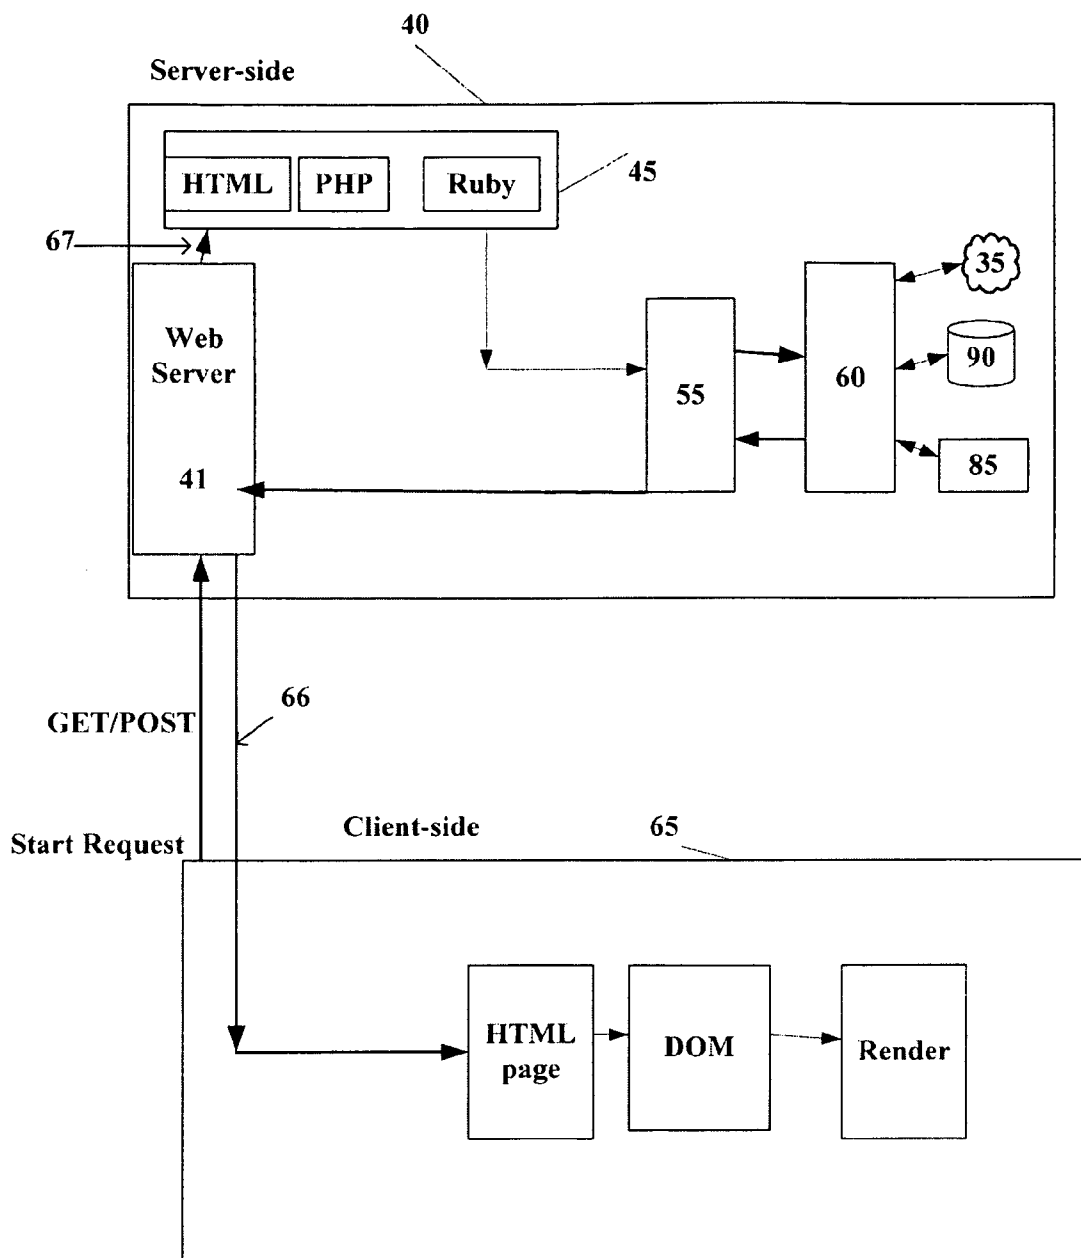 40
Server-side
HTML PHP Ruby
45
67
35
Web
Server
90
60
55
85
41
66
GET/POST
Client-side
65
Start Request
HTML
page
DOM
Render